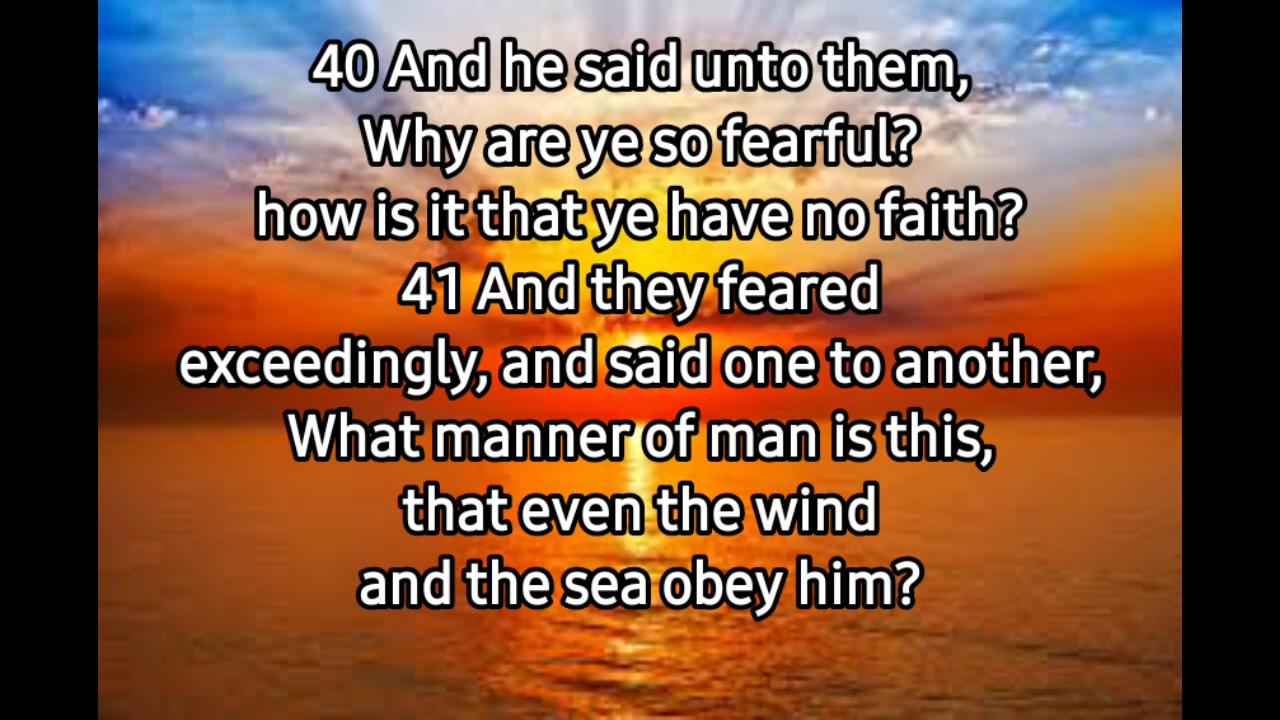 40 And he said unto them,
Why are ye so fearful?
how is it that ye have no faith?
41 And they feared
exceedingly, and said one to another,
What manner of man is this,
that even the wind
and the sea obey him?